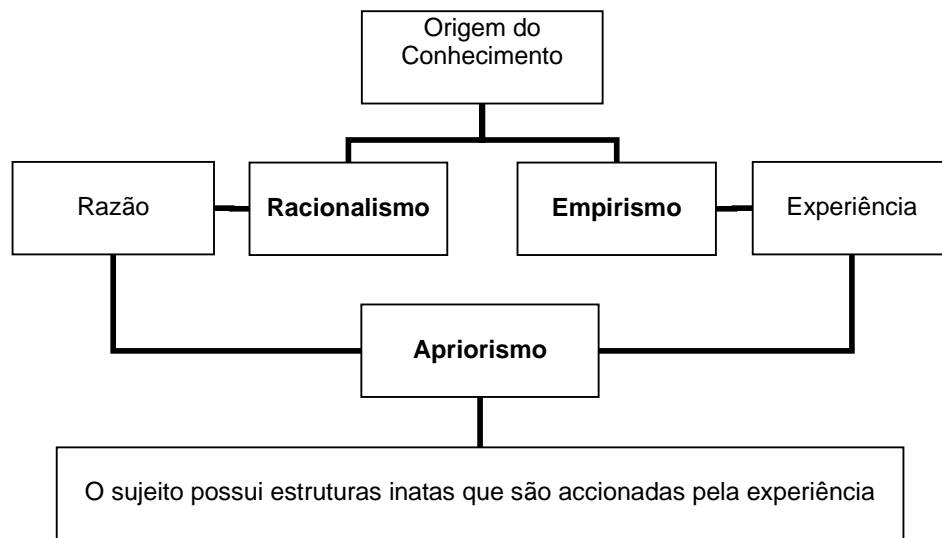 Origem do
Conhecimento
Razão
Racionalismo
Empirismo
Experiência
Apriorismo
O sujeito possui estruturas inatas que são accionadas pela experiência